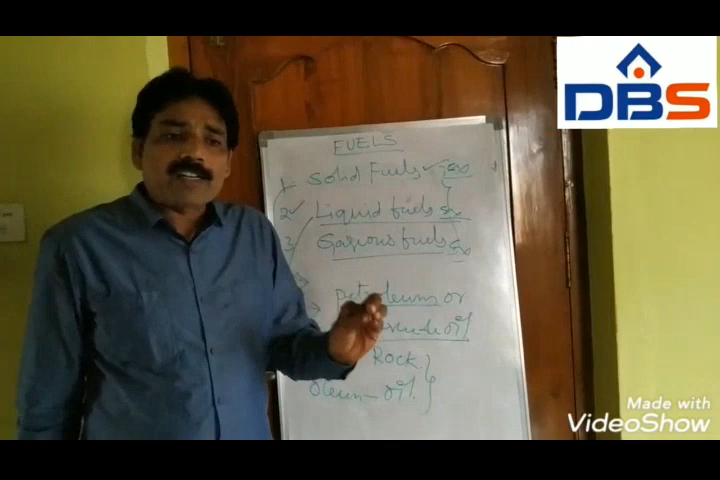 DBS
FUELS
1. Solid Fuels
2 Liquid fuels
3 Gaseous fuels
Petroleum or
crude oil
Rock
oleum - oil
Made with
VideoShow